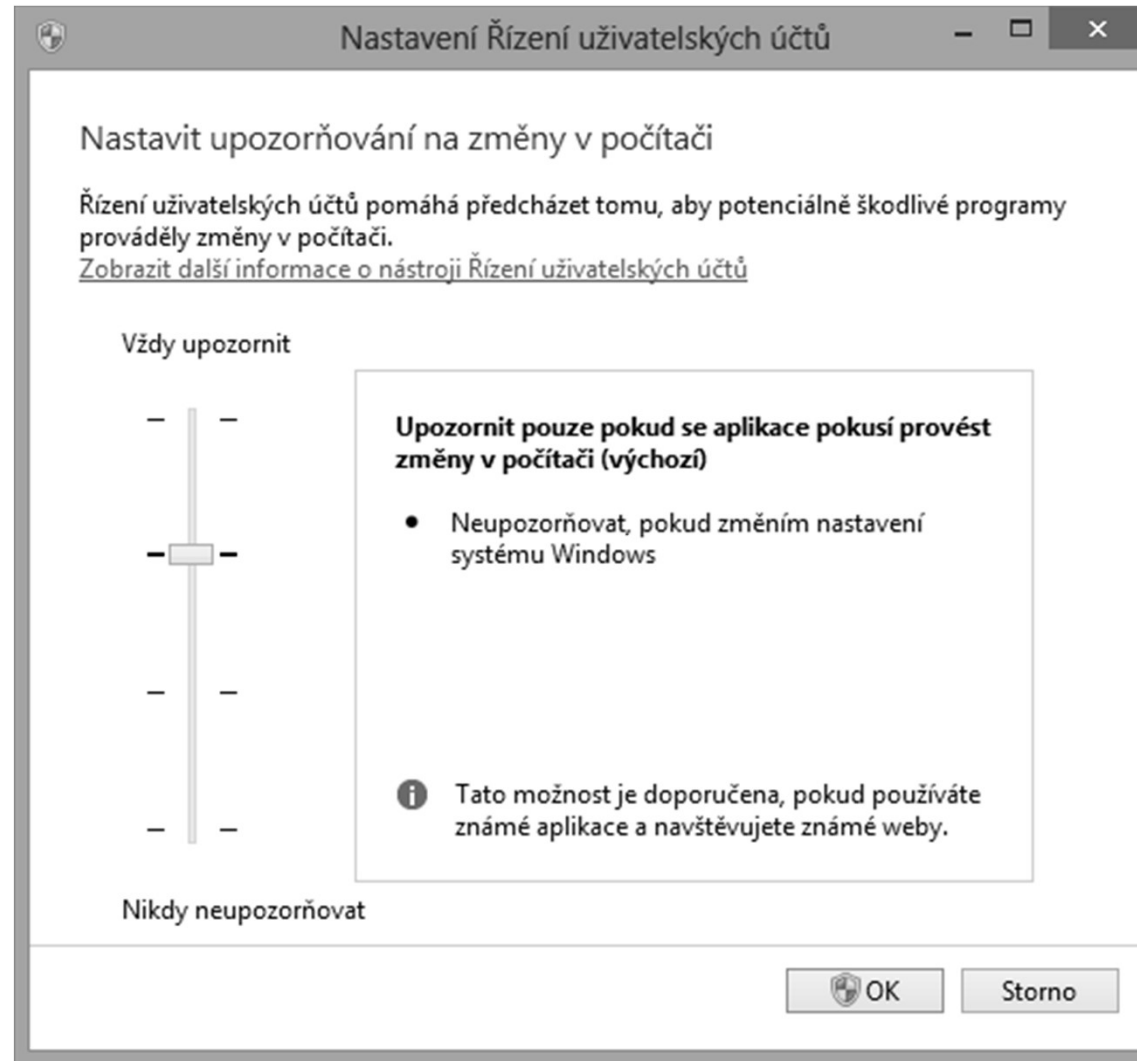 Nastavení Řízení uživatelských účtů
Nastavit upozorňování na změny v počítači
Řízení uživatelských účtů pomáhá předcházet tomu, aby potenciálně škodlivé programy
prováděly změny v počítači.
Zobrazit další informace o nástroji Řízení uživatelských účtů
Vždy upozornit
Upozornit pouze pokud se aplikace pokusí provést
změny v počítači (výchozí)
• Neupozorňovat, pokud změním nastavení
systému Windows
Tato možnost je doporučena, pokud používáte
známé aplikace a navštěvujete známé weby.
Nikdy neupozorňovat
OK Storno